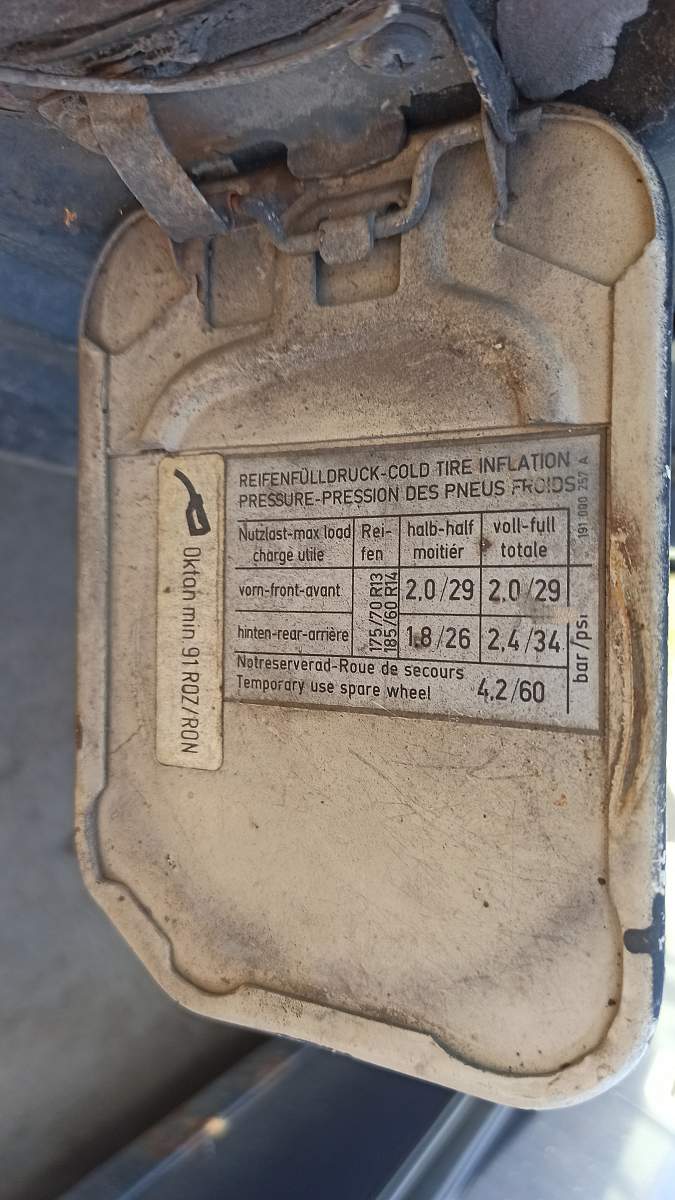 REIFENFÜLLDRUCK-COLD TIRE INFLATION
PRESSURE-PRESSION DES PNEUS FROIDS
191 000 257 A
Nutzlast-max load
charge utile
Rei-
fen
halb-half
moitiér
voll-full
totale
vorn-front-avant
175/70 R13
185/60 R14
2,0/29
2,0/29
hinten-rear-arrière
1,8/26
2,4/34
bar/psi
Notreserverad-Roue de secours
Temporary use spare wheel
4,2/60
Oktan min 91 ROZ/RON